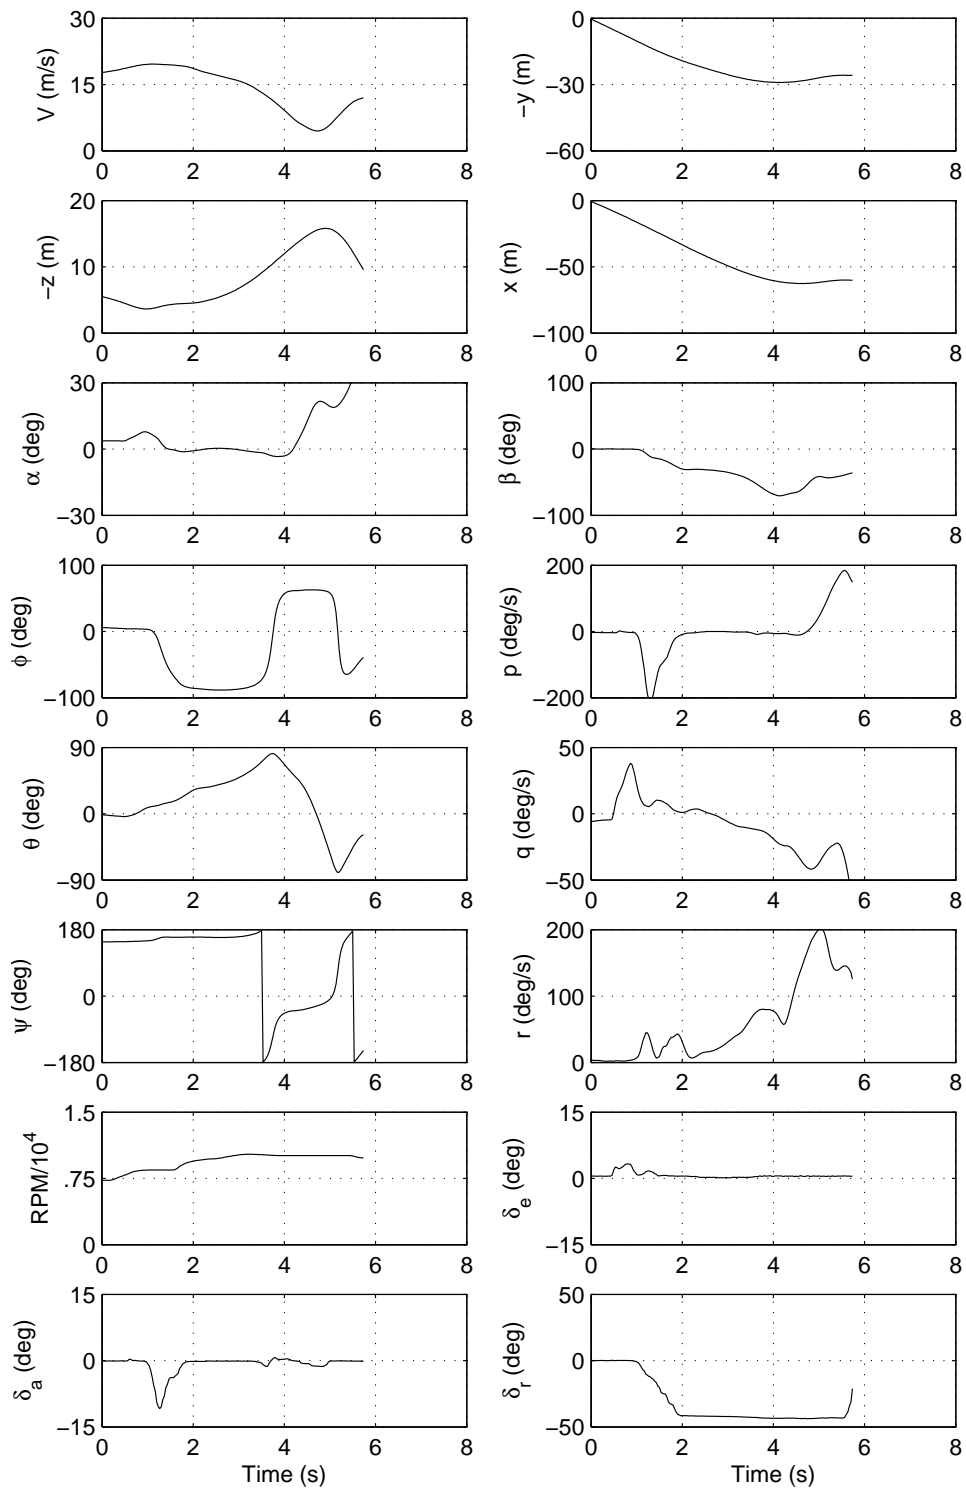 30
15
0
V (m/s)
0 2 4 6 8
−0
−30
−60
−y (m)
0 2 4 6 8
20
10
0
−z (m)
0 2 4 6 8
0
−50
−100
x (m)
0 2 4 6 8
30
0
−30
α (deg)
0 2 4 6 8
100
0
−100
β (deg)
0 2 4 6 8
100
0
−100
ϕ (deg)
0 2 4 6 8
200
0
−200
p (deg/s)
0 2 4 6 8
90
0
−90
θ (deg)
0 2 4 6 8
50
0
−50
q (deg/s)
0 2 4 6 8
180
0
−180
ψ (deg)
0 2 4 6 8
200
100
0
r (deg/s)
0 2 4 6 8
1.5
.75
0
RPM/10⁴
0 2 4 6 8
15
0
−15
δe (deg)
0 2 4 6 8
15
0
−15
δa (deg)
0 2 4 6 8
Time (s)
50
0
−50
δr (deg)
0 2 4 6 8
Time (s)